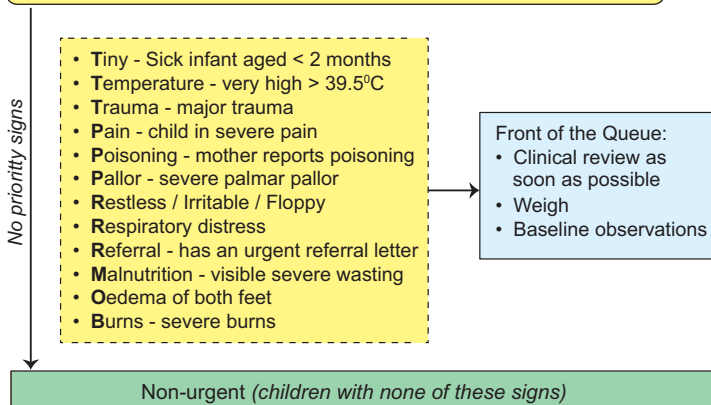 No prioritty signs
• Tiny - Sick infant aged < 2 months
• Temperature - very high > 39.5⁰C
• Trauma - major trauma
• Pain - child in severe pain
• Poisoning - mother reports poisoning
• Pallor - severe palmar pallor
• Restless / Irritable / Floppy
• Respiratory distress
• Referral - has an urgent referral letter
• Malnutrition - visible severe wasting
• Oedema of both feet
• Burns - severe burns
Front of the Queue:
• Clinical review as
soon as possible
• Weigh
• Baseline observations
Non-urgent (children with none of these signs)